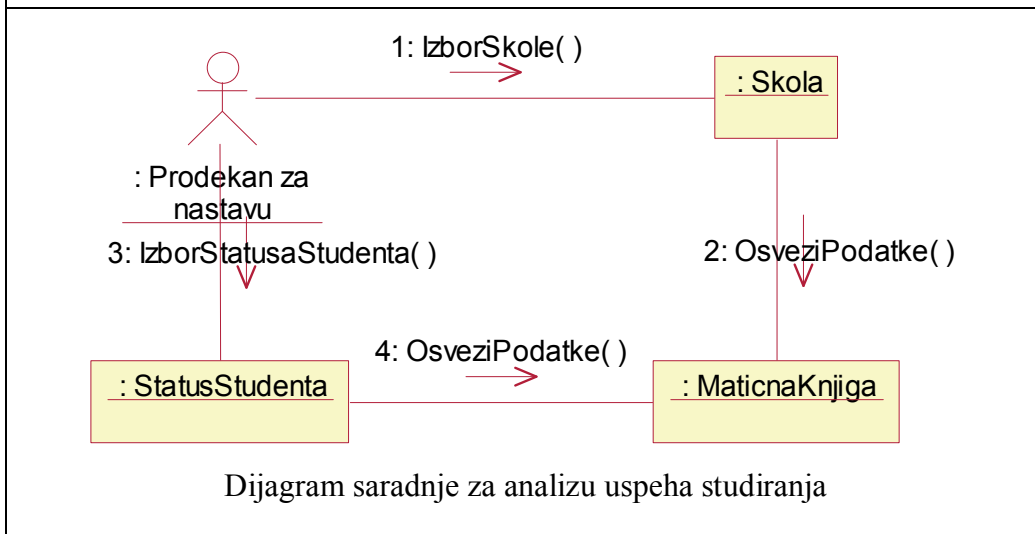 1: IzborSkole( )
: Skola
: Prodekan za
nastavu
3: IzborStatusaStudenta( )
2: OsveziPodatke( )
4: OsveziPodatke( )
: StatusStudenta
: MaticnaKnjiga
Dijagram saradnje za analizu uspeha studiranja